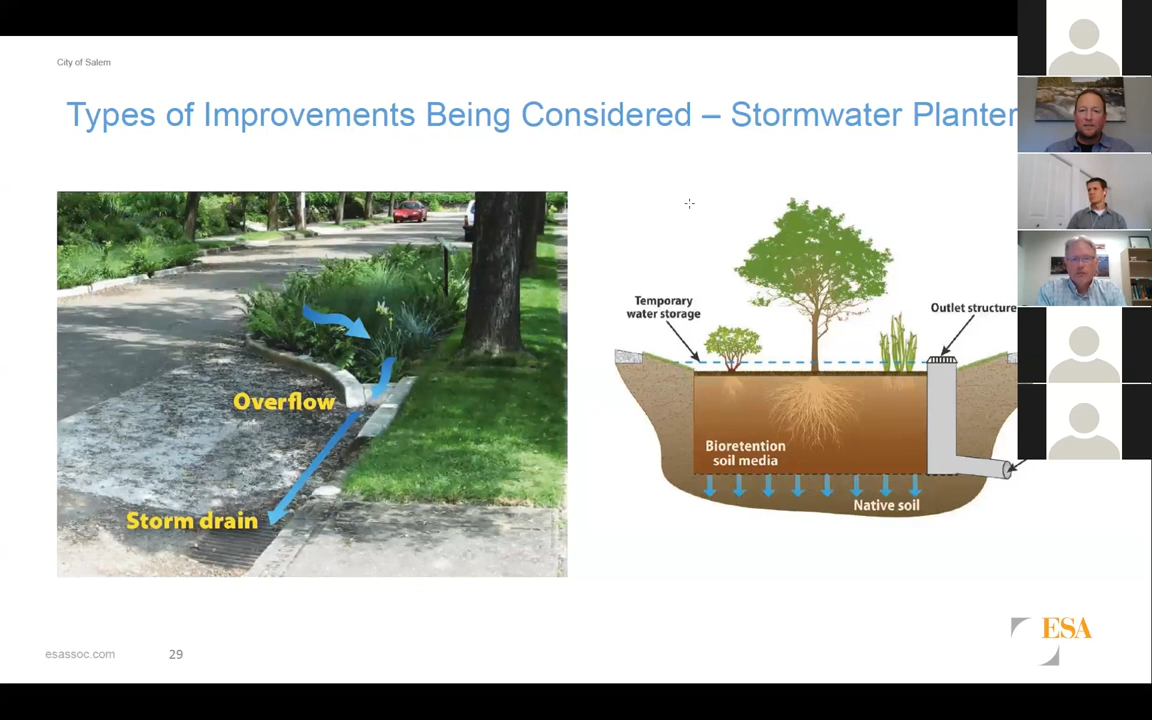 City of Salem
Types of Improvements Being Considered – Stormwater Planter
Overflow
Storm drain
Temporary
water storage
Outlet structure
Bioretention
soil media
Native soil
esassoc.com
29
ESA